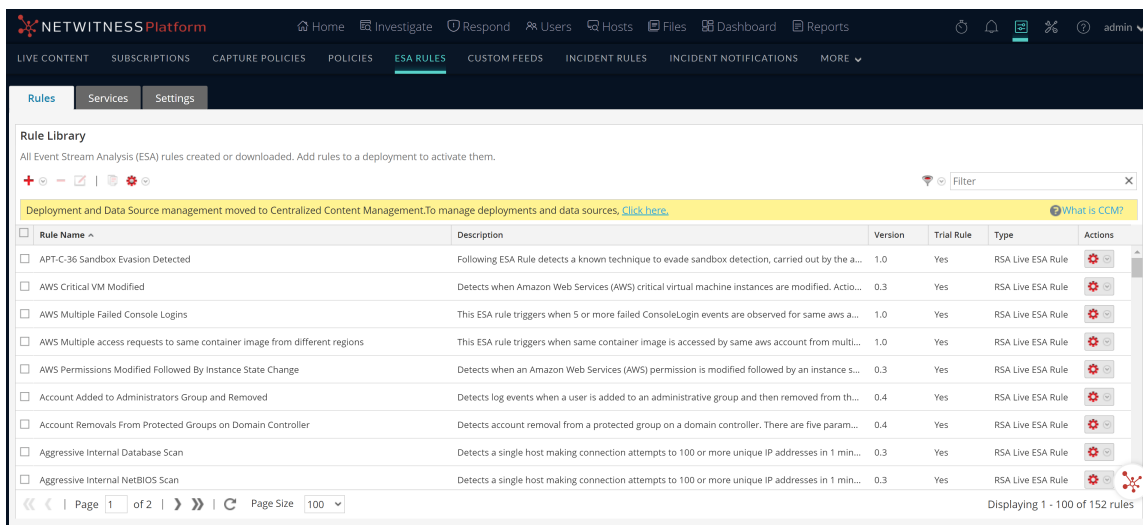 NETWITNESS Platform Home Investigate Respond Users Hosts Files Dashboard Reports admin
LIVE CONTENT SUBSCRIPTIONS CAPTURE POLICIES POLICIES ESA RULES CUSTOM FEEDS INCIDENT RULES INCIDENT NOTIFICATIONS MORE
Rules Services Settings
Rule Library
All Event Stream Analysis (ESA) rules created or downloaded. Add rules to a deployment to activate them.
Filter
Deployment and Data Source management moved to Centralized Content Management.To manage deployments and data sources, Click here. What is CCM?
Rule Name Description Version Trial Rule Type Actions
APT-C-36 Sandbox Evasion Detected Following ESA Rule detects a known technique to evade sandbox detection, carried out by the a... 1.0 Yes RSA Live ESA Rule
AWS Critical VM Modified Detects when Amazon Web Services (AWS) critical virtual machine instances are modified. Actio... 0.3 Yes RSA Live ESA Rule
AWS Multiple Failed Console Logins This ESA rule triggers when 5 or more failed ConsoleLogin events are observed for same aws a... 1.0 Yes RSA Live ESA Rule
AWS Multiple access requests to same container image from different regions This ESA rule triggers when same container image is accessed by same aws account from multi... 1.0 Yes RSA Live ESA Rule
AWS Permissions Modified Followed By Instance State Change Detects when an Amazon Web Services (AWS) permission is modified followed by an instance s... 0.3 Yes RSA Live ESA Rule
Account Added to Administrators Group and Removed Detects log events when a user is added to an administrative group and then removed from th... 0.4 Yes RSA Live ESA Rule
Account Removals From Protected Groups on Domain Controller Detects account removal from a protected group on a domain controller. There are five param... 0.4 Yes RSA Live ESA Rule
Aggressive Internal Database Scan Detects a single host making connection attempts to 100 or more unique IP addresses in 1 min... 0.3 Yes RSA Live ESA Rule
Aggressive Internal NetBIOS Scan Detects a single host making connection attempts to 100 or more unique IP addresses in 1 min... 0.3 Yes RSA Live ESA Rule
Page 1 of 2 Page Size 100 Displaying 1 - 100 of 152 rules